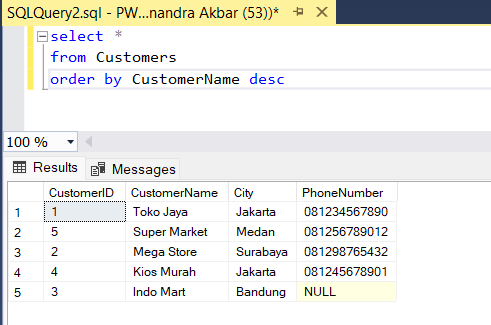 SQLQuery2.sql - PW...nandra Akbar (53))*
select *
from Customers
order by CustomerName desc
100 %
Results Messages
CustomerID CustomerName City PhoneNumber
1 1 Toko Jaya Jakarta 081234567890
2 5 Super Market Medan 081256789012
3 2 Mega Store Surabaya 081298765432
4 4 Kios Murah Jakarta 081245678901
5 3 Indo Mart Bandung NULL